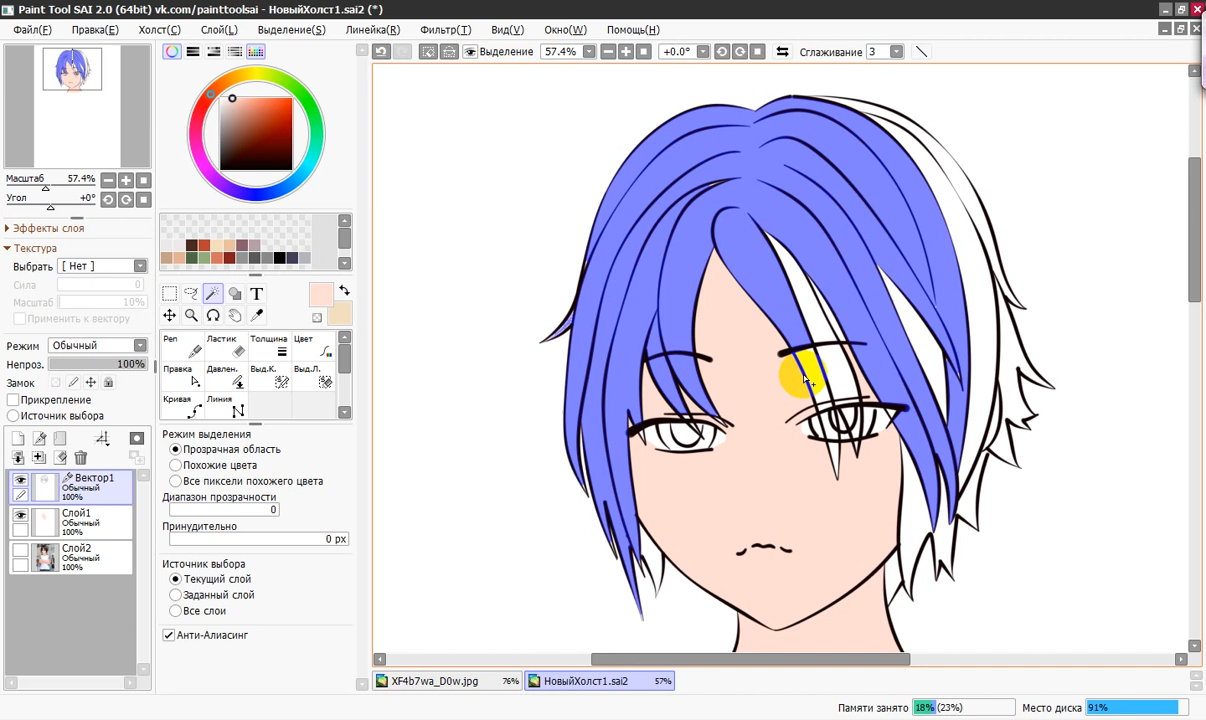 Paint Tool SAI 2.0 (64bit) vk.com/painttoolsai - НовыйХолст1.sai2 (*)
Файл(F) Правка(E) Холст(C) Слой(L) Выделение(S) Линейка(R) Фильтр(T) Вид(V) Окно(W) Помощь(H)
Выделение 57.4% +0.0° Сглаживание 3
Масштаб 57.4%
Угол +0°
Эффекты слоя
Текстура
Выбрать [ Нет ]
Сила 0
Масштаб 10%
Применить к вектору
Режим Обычный
Непроз. 100%
Замок
Прикрепление
Источник выбора
Вектор1
Обычный
100%
Слой1
Обычный
100%
Слой2
Обычный
100%
T
Pen Ластик Толщина Цвет
Правка Давлен. Выд.К. Выд.Л.
Кривая Линия
Режим выделения
Прозрачная область
Похожие цвета
Все пиксели похожего цвета
Диапазон прозрачности
0
Принудительно
0 px
Источник выбора
Текущий слой
Заданный слой
Все слои
Анти-Алиасинг
XF4b7wa_D0w.jpg 76% НовыйХолст1.sai2 57%
Памяти занято 18% (23%) Место диска 91%